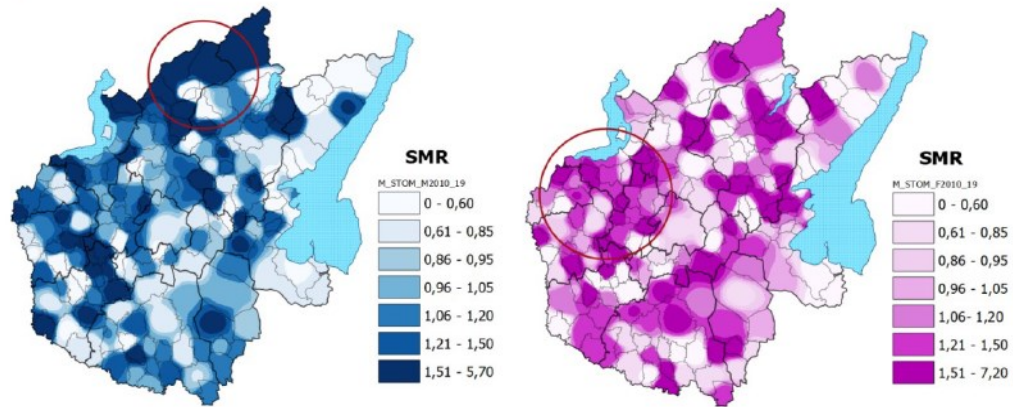 SMR
M_STOM_M2010_19
0 - 0,60
0,61 - 0,85
0,86 - 0,95
0,96 - 1,05
1,06 - 1,20
1,21 - 1,50
1,51 - 5,70
SMR
M_STOM_F2010_19
0 - 0,60
0,61 - 0,85
0,86 - 0,95
0,96 - 1,05
1,06- 1,20
1,21 - 1,50
1,51 - 7,20